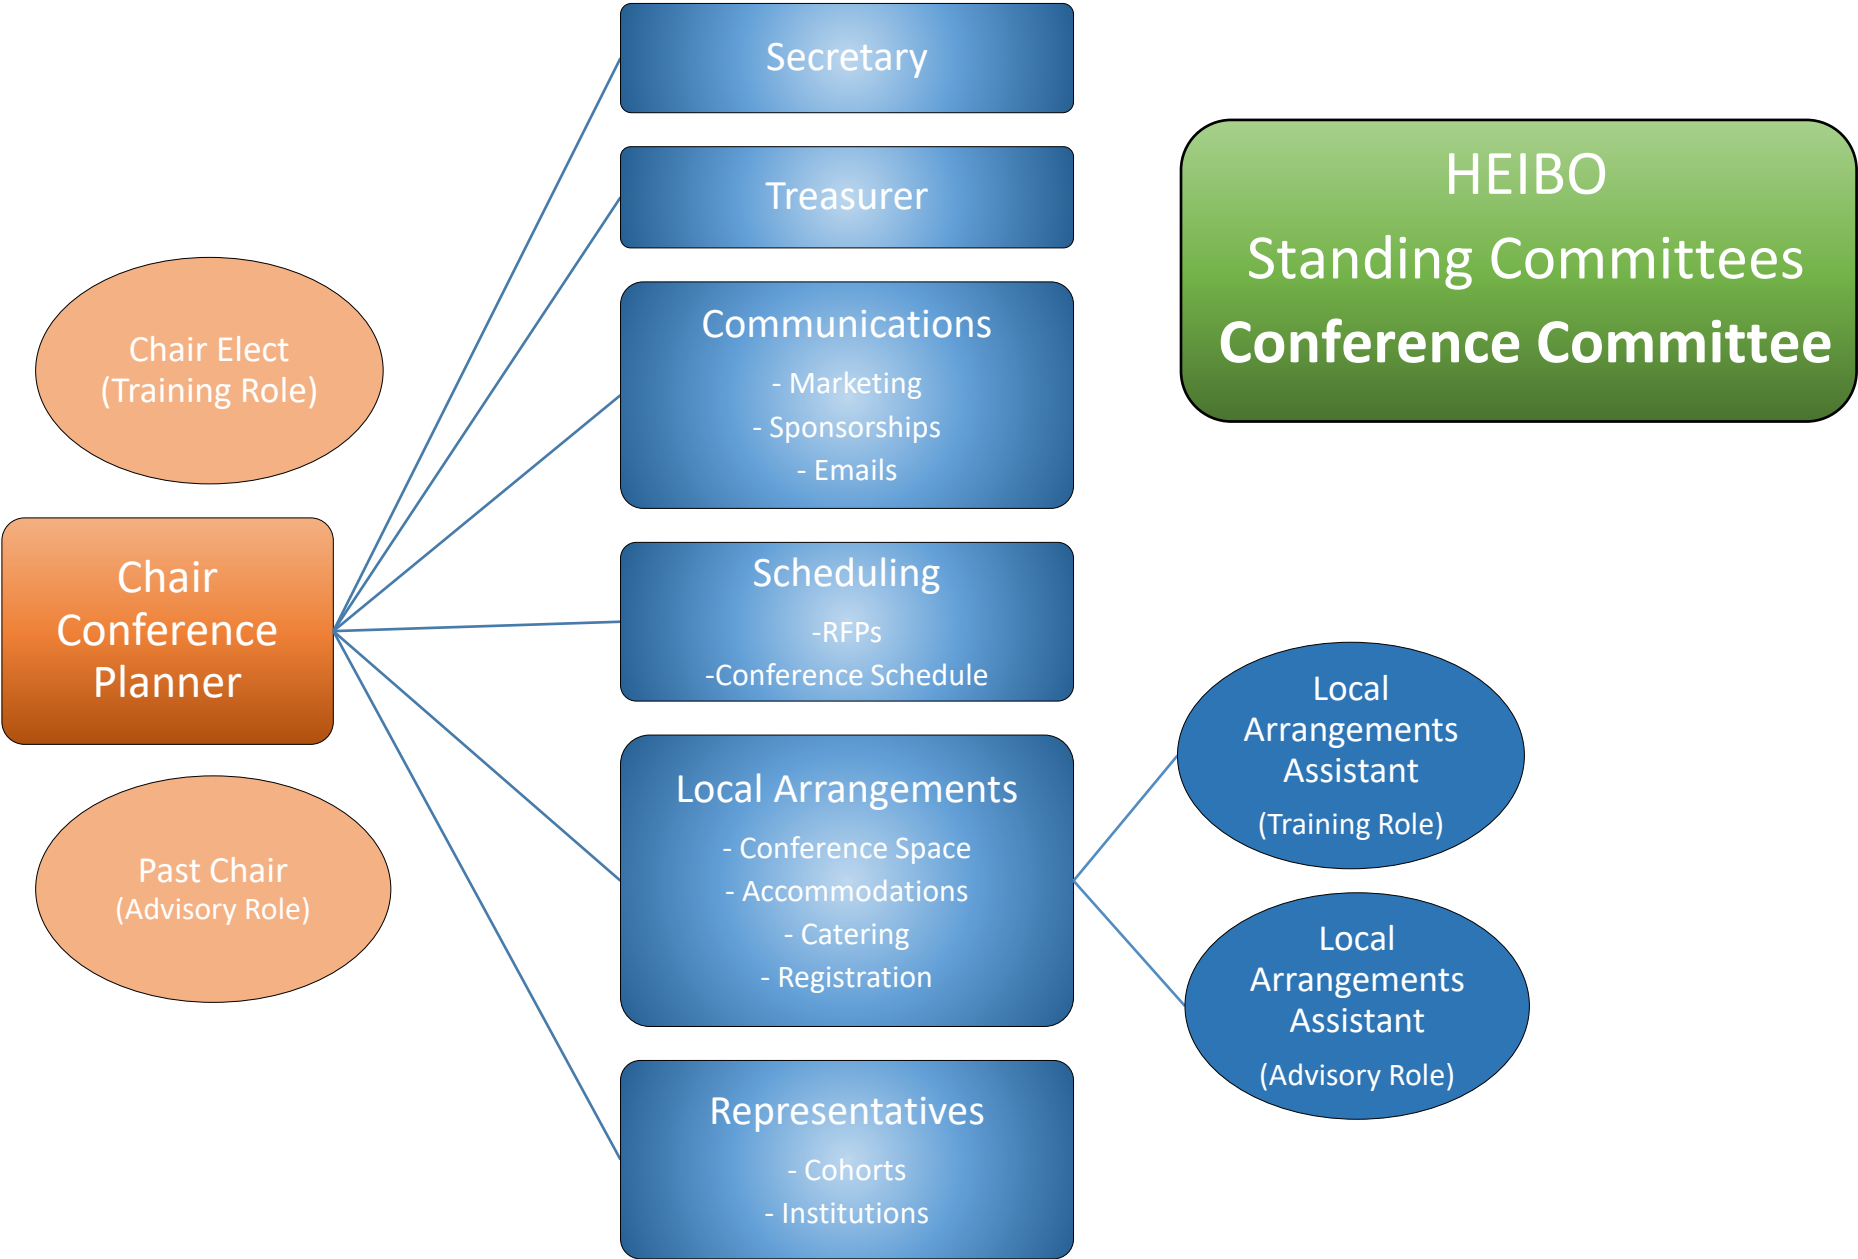 Secretary
Treasurer
HEIBO
Standing Committees
Conference Committee
Chair Elect
(Training Role)
Communications
- Marketing
- Sponsorships
- Emails
Chair
Conference
Planner
Scheduling
-RFPs
-Conference Schedule
Past Chair
(Advisory Role)
Local Arrangements
- Conference Space
- Accommodations
- Catering
- Registration
Local
Arrangements
Assistant
(Training Role)
Local
Arrangements
Assistant
(Advisory Role)
Representatives
- Cohorts
- Institutions